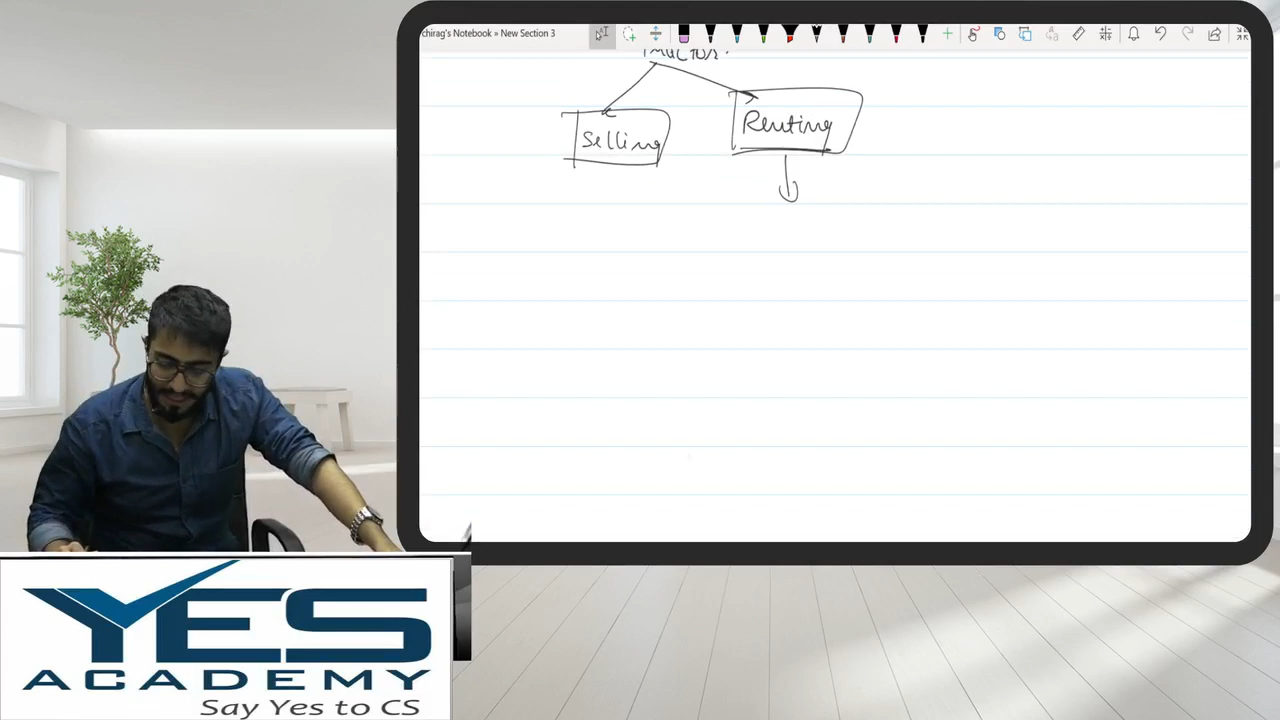 chirag's Notebook » New Section 3
Selling
Renting
YES
ACADEMY
Say Yes to CS